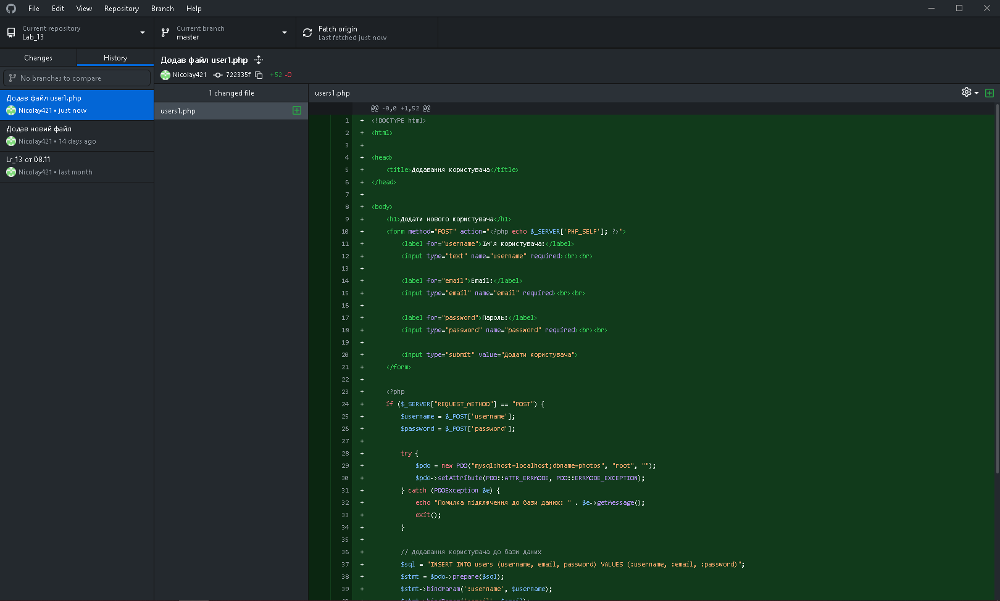 File Edit View Repository Branch Help
Current repository
Lab_13
Current branch
master
Fetch origin
Last fetched just now
Changes
History
No branches to compare
Додав файл user1.php
Nicolay421 • just now
Додав новий файл
Nicolay421 • 14 days ago
Lr_13 от 08.11
Nicolay421 • last month
Додав файл user1.php
Nicolay421 722335f +52 -0
1 changed file
users1.php
users1.php
@@ -0,0 +1,52 @@
1 + <!DOCTYPE html>
2 + <html>
3 +
4 + <head>
5 + <title>Додавання користувача</title>
6 + </head>
7 +
8 + <body>
9 + <h1>Додати нового користувача</h1>
10 + <form method="POST" action="<?php echo $_SERVER['PHP_SELF']; ?>">
11 + <label for="username">Ім'я користувача:</label>
12 + <input type="text" name="username" required><br><br>
13 +
14 + <label for="email">Email:</label>
15 + <input type="email" name="email" required><br><br>
16 +
17 + <label for="password">Пароль:</label>
18 + <input type="password" name="password" required><br><br>
19 +
20 + <input type="submit" value="Додати користувача">
21 + </form>
22 +
23 + <?php
24 + if ($_SERVER["REQUEST_METHOD"] == "POST") {
25 + $username = $_POST['username'];
26 + $password = $_POST['password'];
27 +
28 + try {
29 + $pdo = new PDO("mysql:host=localhost;dbname=photos", "root", "");
30 + $pdo->setAttribute(PDO::ATTR_ERRMODE, PDO::ERRMODE_EXCEPTION);
31 + } catch (PDOException $e) {
32 + echo "Помилка підключення до бази даних: " . $e->getMessage();
33 + exit();
34 + }
35 +
36 + // Додавання користувача до бази даних
37 + $sql = "INSERT INTO users (username, email, password) VALUES (:username, :email, :password)";
38 + $stmt = $pdo->prepare($sql);
39 + $stmt->bindParam(':username', $username);